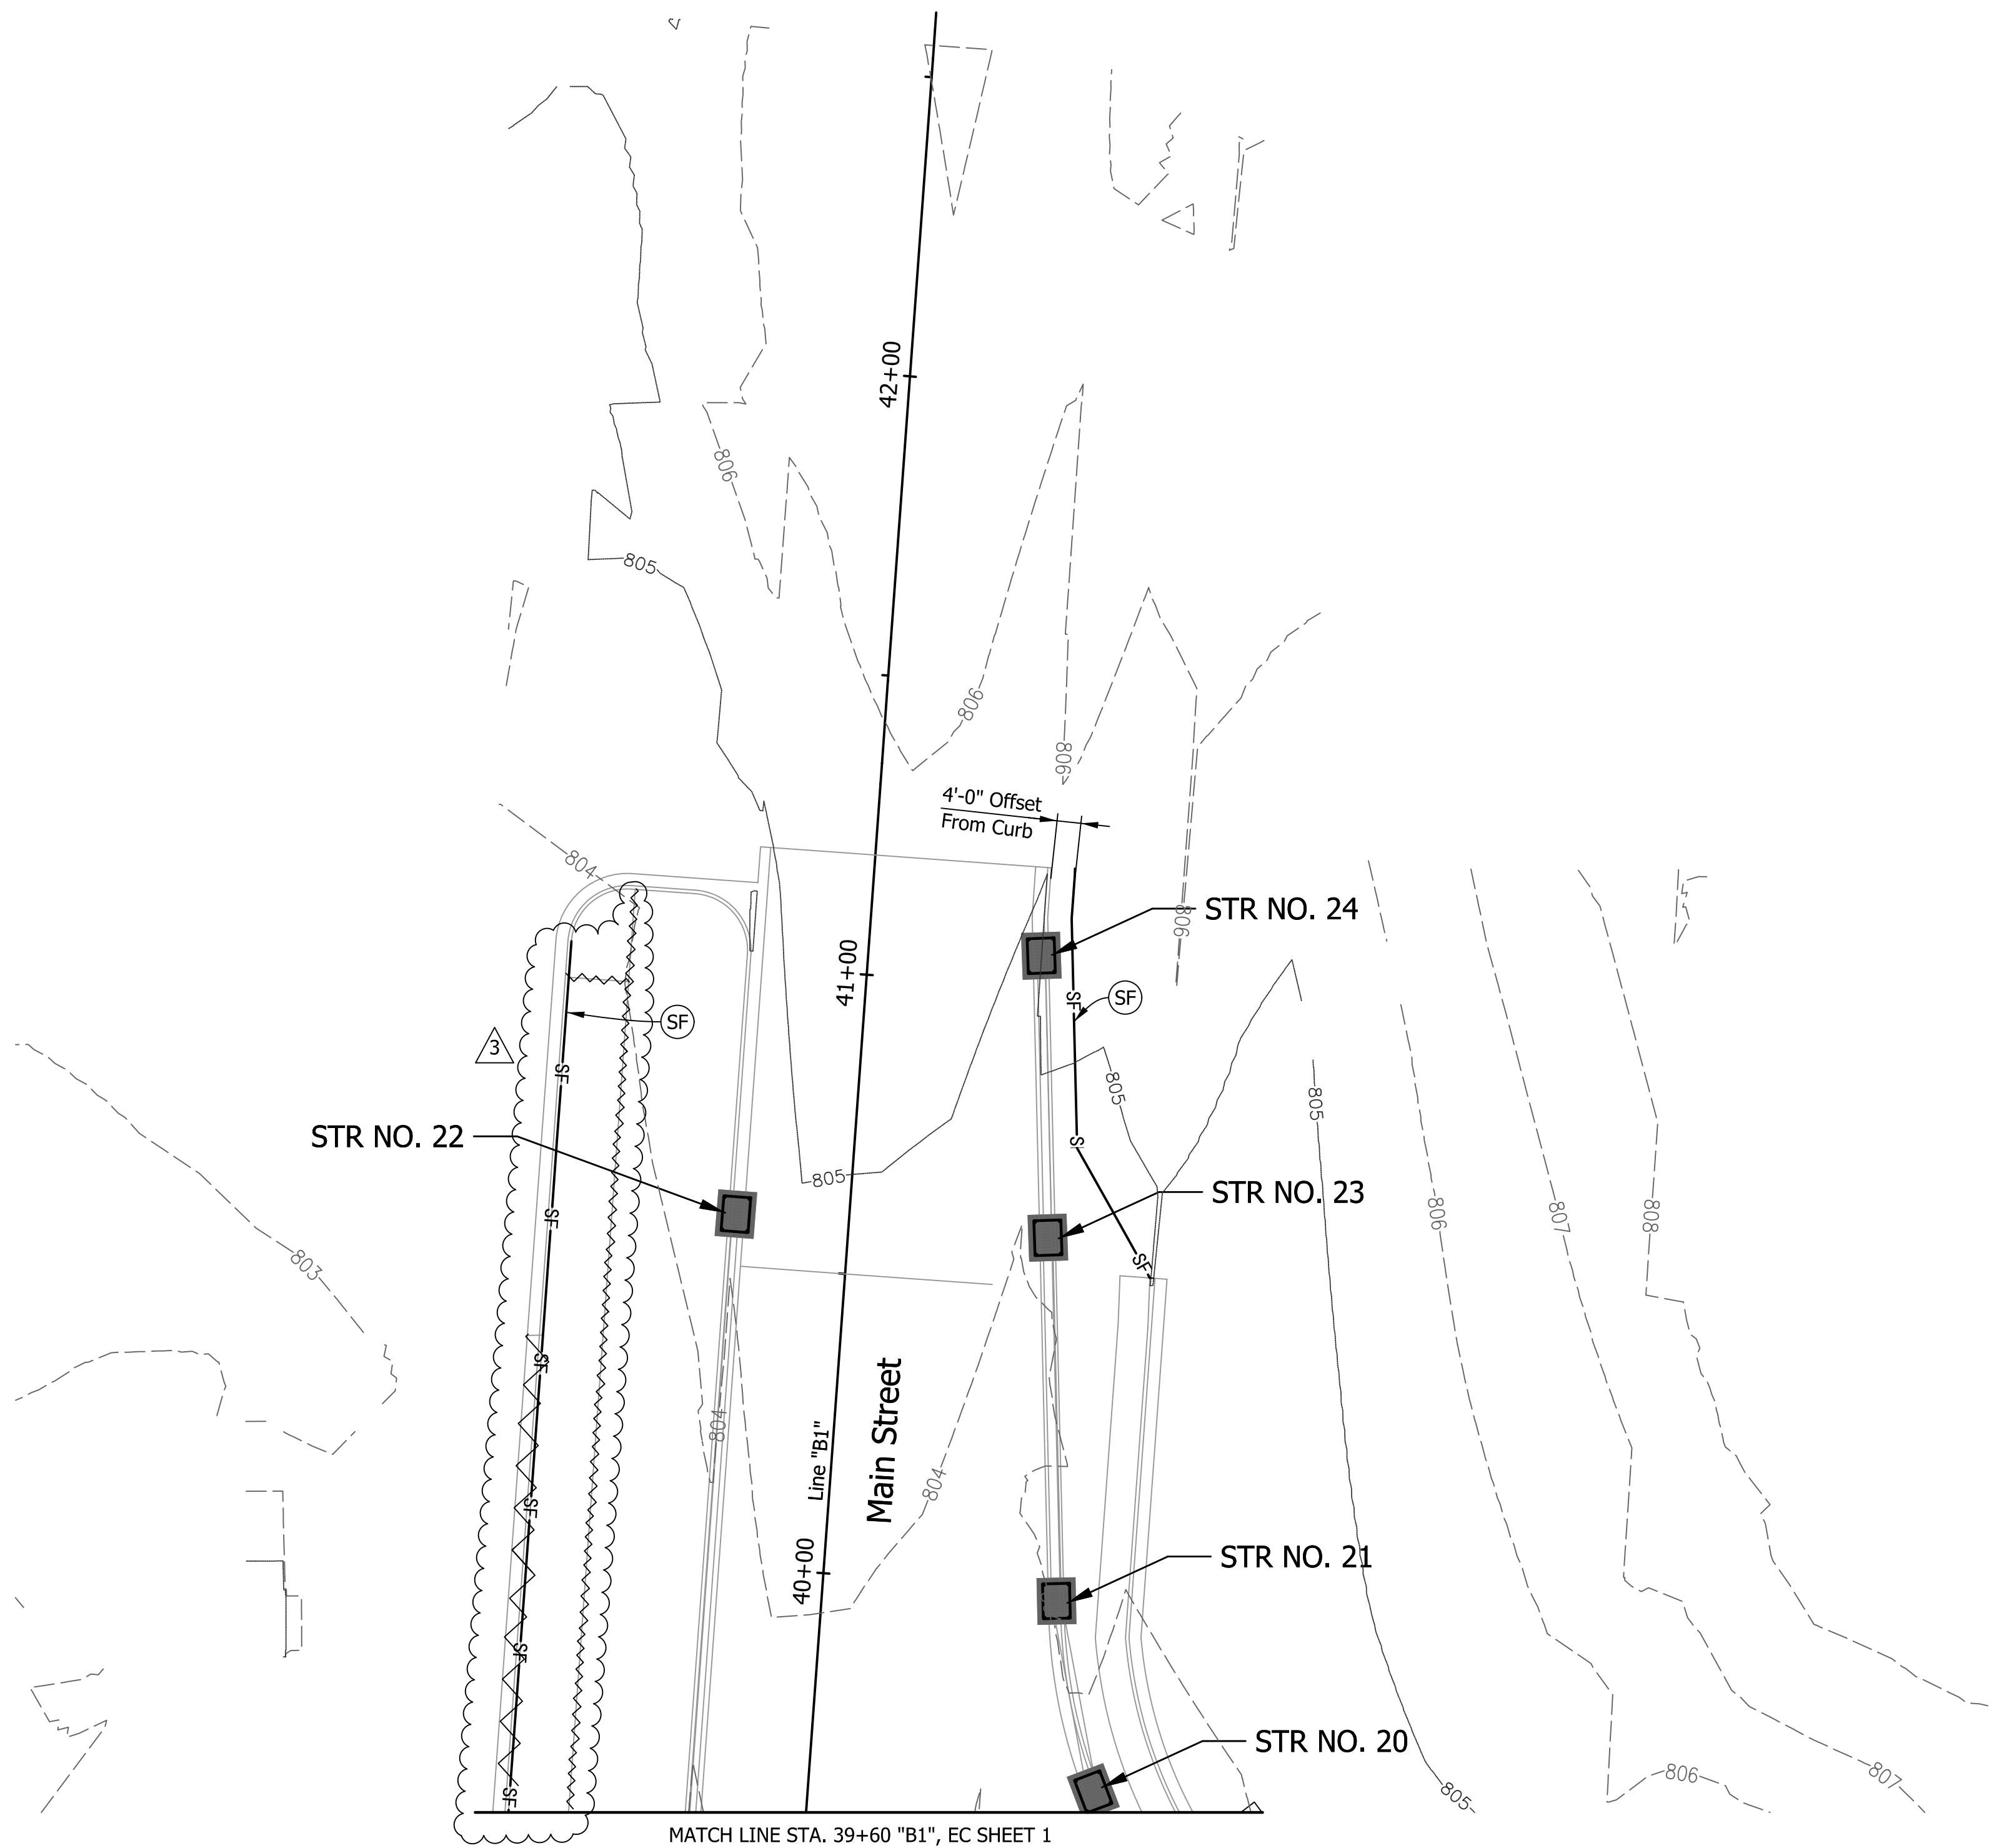 42+00
806
805
806
806
4'-0" Offset
From Curb
804
STR NO. 24
806
41+00
SF
SF
SF
3
SF
805
805
STR NO. 22
SF
805
STR NO. 23
SF
806
807
808
803
SF
SF
804
Line "B1"
Main Street
804
SF
40+00
STR NO. 21
SF
STR NO. 20
806
807
805
SF
MATCH LINE STA. 39+60 "B1", EC SHEET 1